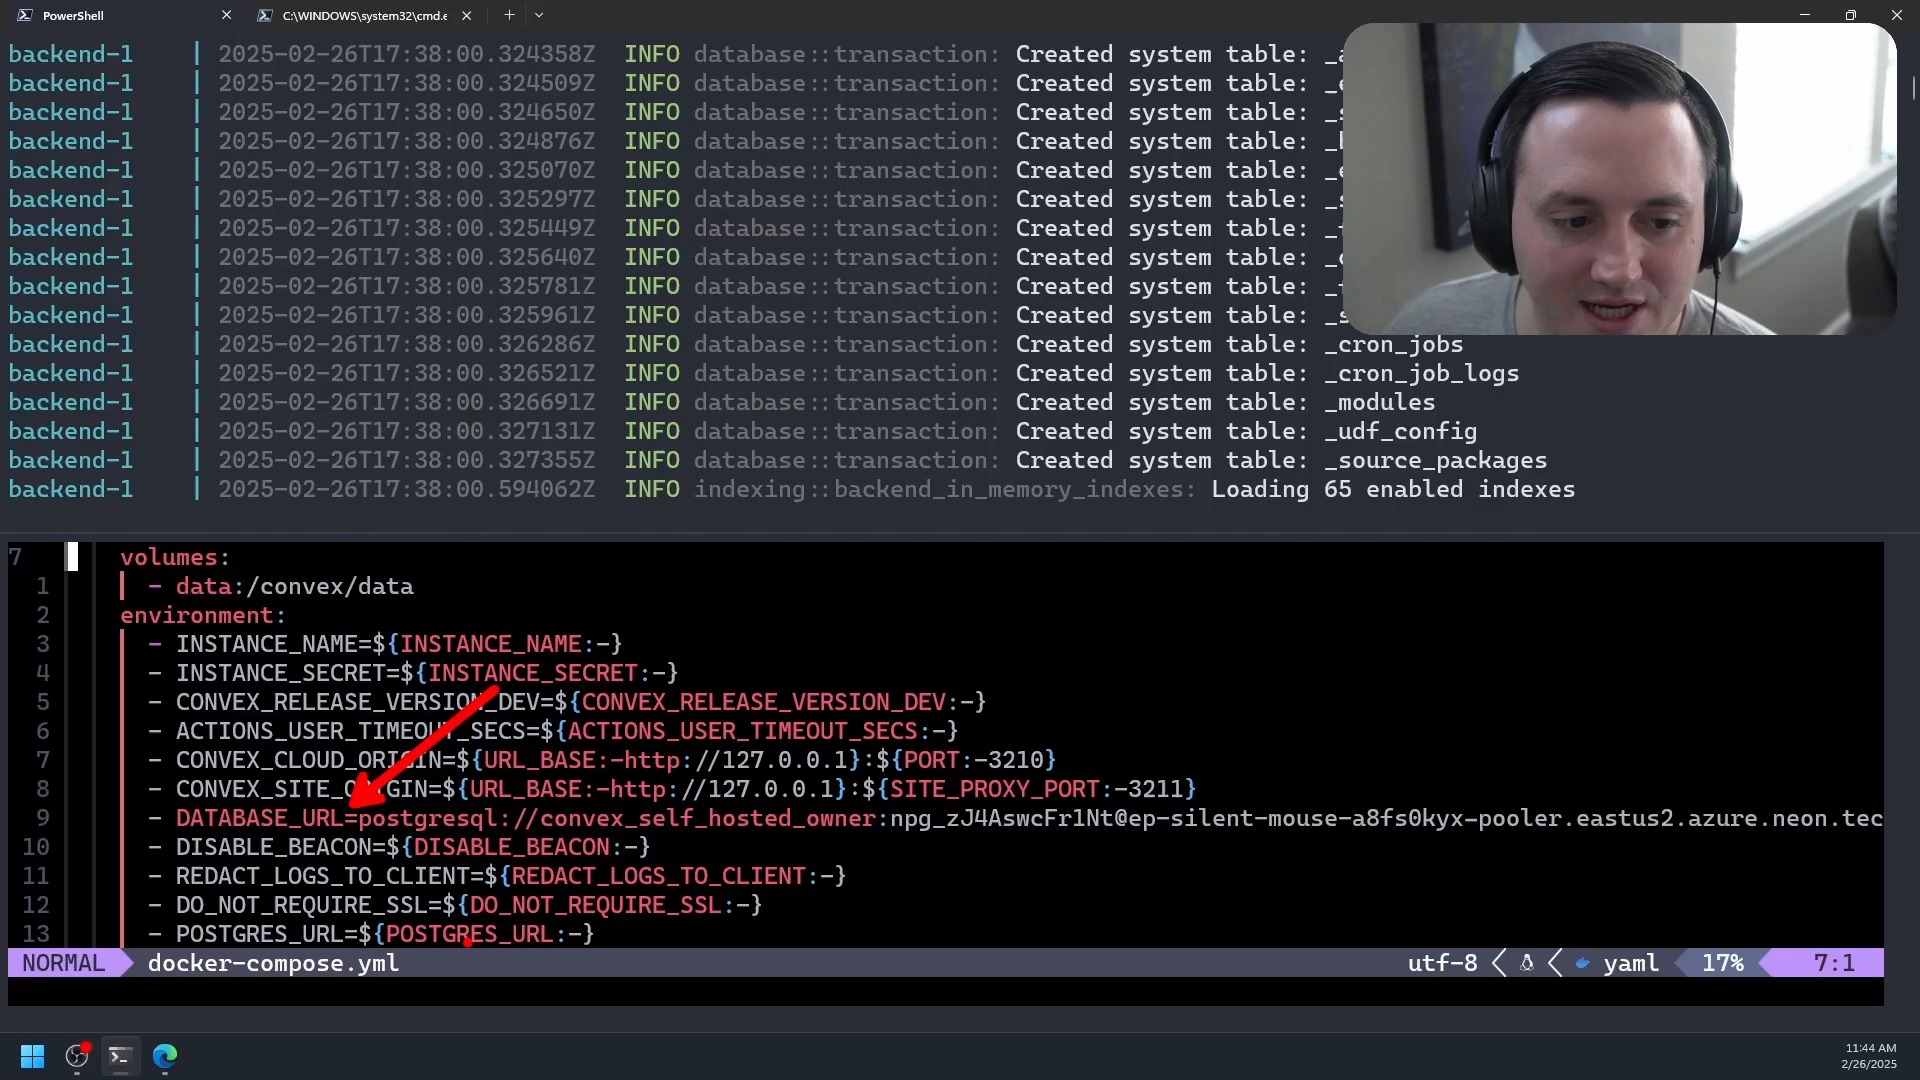 PowerShell
C:\WINDOWS\system32\cmd.e
backend-1 | 2025-02-26T17:38:00.324358Z INFO database::transaction: Created system table:
backend-1 | 2025-02-26T17:38:00.324509Z INFO database::transaction: Created system table:
backend-1 | 2025-02-26T17:38:00.324650Z INFO database::transaction: Created system table:
backend-1 | 2025-02-26T17:38:00.324876Z INFO database::transaction: Created system table:
backend-1 | 2025-02-26T17:38:00.325070Z INFO database::transaction: Created system table:
backend-1 | 2025-02-26T17:38:00.325297Z INFO database::transaction: Created system table:
backend-1 | 2025-02-26T17:38:00.325449Z INFO database::transaction: Created system table:
backend-1 | 2025-02-26T17:38:00.325640Z INFO database::transaction: Created system table:
backend-1 | 2025-02-26T17:38:00.325781Z INFO database::transaction: Created system table:
backend-1 | 2025-02-26T17:38:00.325961Z INFO database::transaction: Created system table:
backend-1 | 2025-02-26T17:38:00.326286Z INFO database::transaction: Created system table: _cron_jobs
backend-1 | 2025-02-26T17:38:00.326521Z INFO database::transaction: Created system table: _cron_job_logs
backend-1 | 2025-02-26T17:38:00.326691Z INFO database::transaction: Created system table: _modules
backend-1 | 2025-02-26T17:38:00.327131Z INFO database::transaction: Created system table: _udf_config
backend-1 | 2025-02-26T17:38:00.327355Z INFO database::transaction: Created system table: _source_packages
backend-1 | 2025-02-26T17:38:00.594062Z INFO indexing::backend_in_memory_indexes: Loading 65 enabled indexes
7 volumes:
1 - data:/convex/data
2 environment:
3 - INSTANCE_NAME=${INSTANCE_NAME:-}
4 - INSTANCE_SECRET=${INSTANCE_SECRET:-}
5 - CONVEX_RELEASE_VERSION_DEV=${CONVEX_RELEASE_VERSION_DEV:-}
6 - ACTIONS_USER_TIMEOUT_SECS=${ACTIONS_USER_TIMEOUT_SECS:-}
7 - CONVEX_CLOUD_ORIGIN=${URL_BASE:-http://127.0.0.1}:${PORT:-3210}
8 - CONVEX_SITE_ORIGIN=${URL_BASE:-http://127.0.0.1}:${SITE_PROXY_PORT:-3211}
9 - DATABASE_URL=postgresql://convex_self_hosted_owner:npg_zJ4AswcFr1Nt@ep-silent-mouse-a8fs0kyx-pooler.eastus2.azure.neon.tec
10 - DISABLE_BEACON=${DISABLE_BEACON:-}
11 - REDACT_LOGS_TO_CLIENT=${REDACT_LOGS_TO_CLIENT:-}
12 - DO_NOT_REQUIRE_SSL=${DO_NOT_REQUIRE_SSL:-}
13 - POSTGRES_URL=${POSTGRES_URL:-}
NORMAL docker-compose.yml utf-8 yaml 17% 7:1
11:44 AM
2/26/2025